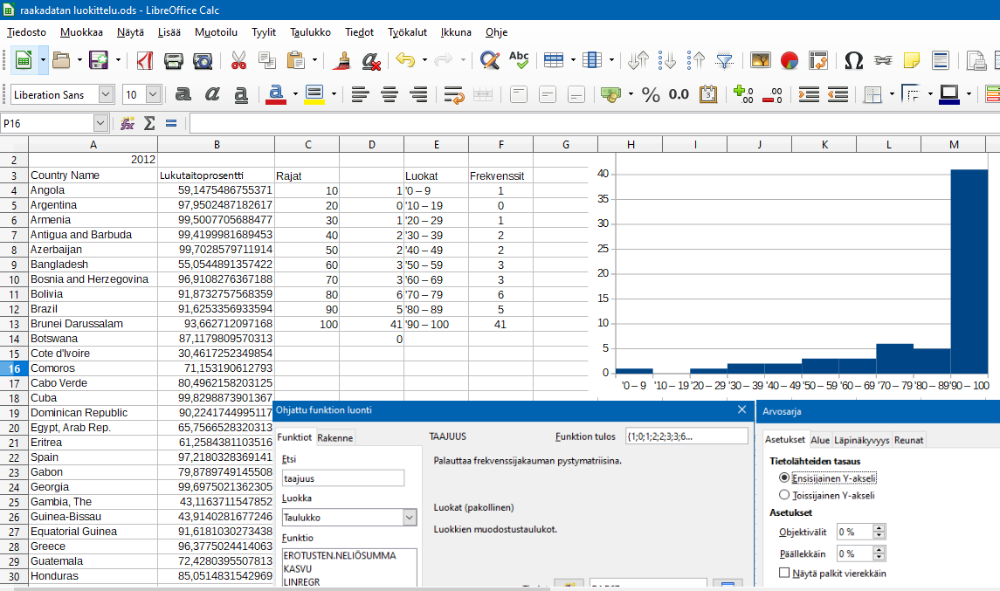 raakadatan luokittelu.ods - LibreOffice Calc
Tiedosto Muokkaa Näytä Lisää Muotoilu Tyylit Taulukko Tiedot Työkalut Ikkuna Ohje
Liberation Sans 10 a a a a % 0.0
P16
A B C D E F G H I J K L M
2 2012
3 Country Name Lukutaitoprosentti Rajat Luokat Frekvenssit
4 Angola 59,1475486755371 10 1 '0 – 9 1
5 Argentina 97,9502487182617 20 0 '10 – 19 0
6 Armenia 99,5007705688477 30 1 '20 – 29 1
7 Antigua and Barbuda 99,4199981689453 40 2 '30 – 39 2
8 Azerbaijan 99,7028579711914 50 2 '40 – 49 2
9 Bangladesh 55,0544891357422 60 3 '50 – 59 3
10 Bosnia and Herzegovina 96,9108276367188 70 3 '60 – 69 3
11 Bolivia 91,8732757568359 80 6 '70 – 79 6
12 Brazil 91,6253356933594 90 5 '80 – 89 5
13 Brunei Darussalam 93,662712097168 100 41 '90 – 100 41
14 Botswana 87,1179809570313 0
15 Cote d'Ivoire 30,4617252349854
16 Comoros 71,153190612793
17 Cabo Verde 80,4962158203125
18 Cuba 99,8298873901367
19 Dominican Republic 90,2241744995117
20 Egypt, Arab Rep. 65,7566528320313
21 Eritrea 61,2584381103516
22 Spain 97,2180328369141
23 Gabon 79,8789749145508
24 Georgia 99,6975021362305
25 Gambia, The 43,1163711547852
26 Guinea-Bissau 43,9140281677246
27 Equatorial Guinea 91,6181030273438
28 Greece 96,3775024414063
29 Guatemala 72,4280395507813
30 Honduras 85,0514831542969
40
35
30
25
20
15
10
5
0
'0 – 9 '10 – 19 '20 – 29 '30 – 39 '40 – 49 '50 – 59 '60 – 69 '70 – 79 '80 – 89 '90 – 100
Ohjattu funktion luonti
Funktiot Rakenne
TAAJUUS Funktion tulos {1;0;1;2;2;3;3;6...
Palauttaa frekvenssijakauman pystymatriisina.
Etsi
taajuus
Luokka
Taulukko
Funktio
EROTUSTEN.NELIÖSUMMA
KASVU
LINREGR
Luokat (pakollinen)
Luokkien muodostustaulukot.
Arvosarja
Asetukset Alue Läpinäkyvyys Reunat
Tietolähteiden tasaus
Ensisijainen Y-akseli
Toissijainen Y-akseli
Asetukset
Objektivälit 0 %
Päällekkäin 0 %
Näytä palkit vierekkäin